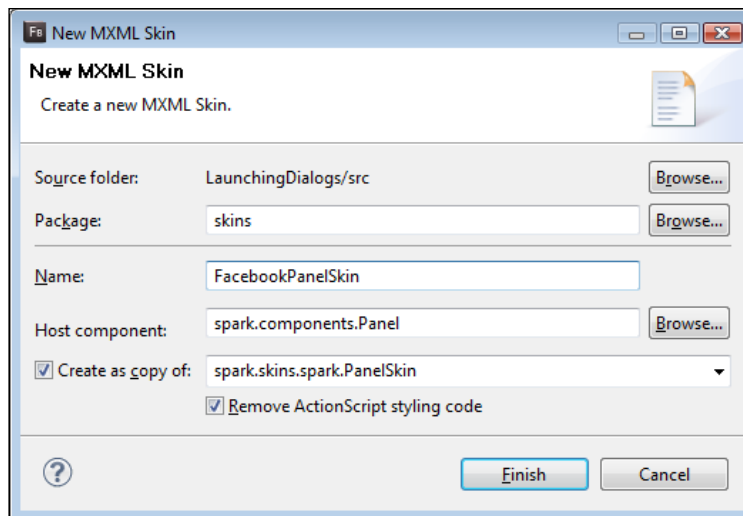 FB New MXML Skin
New MXML Skin
Create a new MXML Skin.
Source folder: LaunchingDialogs/src Browse...
Package: skins Browse...
Name: FacebookPanelSkin
Host component: spark.components.Panel Browse...
Create as copy of: spark.skins.spark.PanelSkin
Remove ActionScript styling code
? Finish Cancel